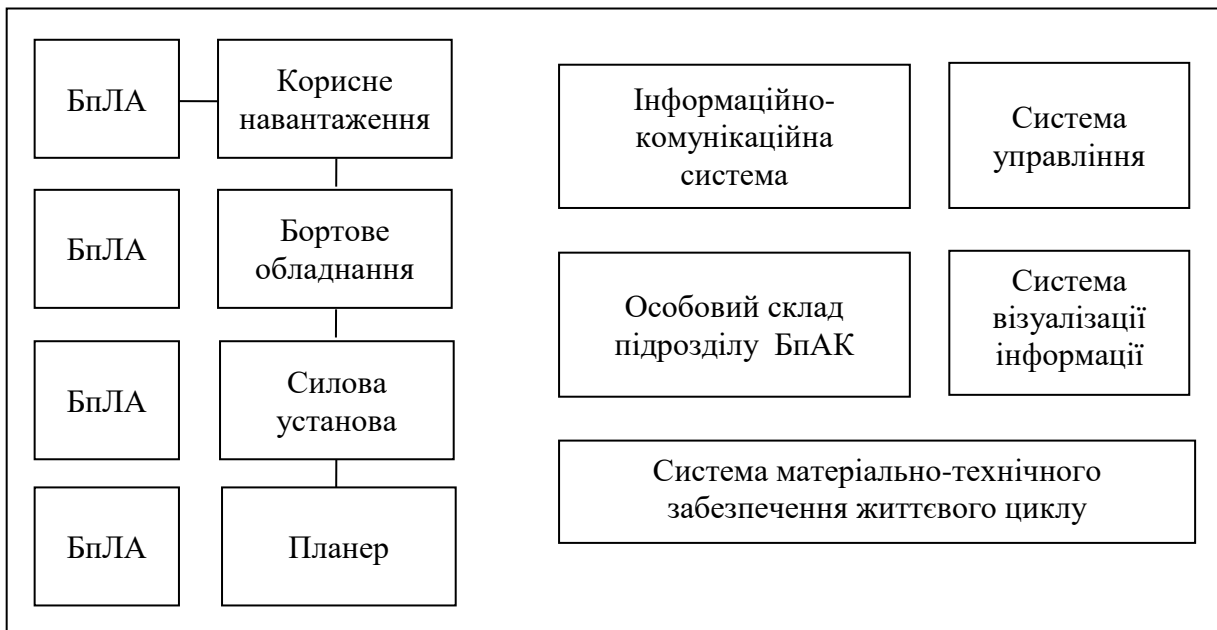 БпЛА
Корисне
навантаження
БпЛА
Бортове
обладнання
БпЛА
Силова
установа
БпЛА
Планер
Інформаційно-
комунікаційна
система
Система
управління
Особовий склад
підрозділу БпАК
Система
візуалізації
інформації
Система матеріально-технічного
забезпечення життєвого циклу